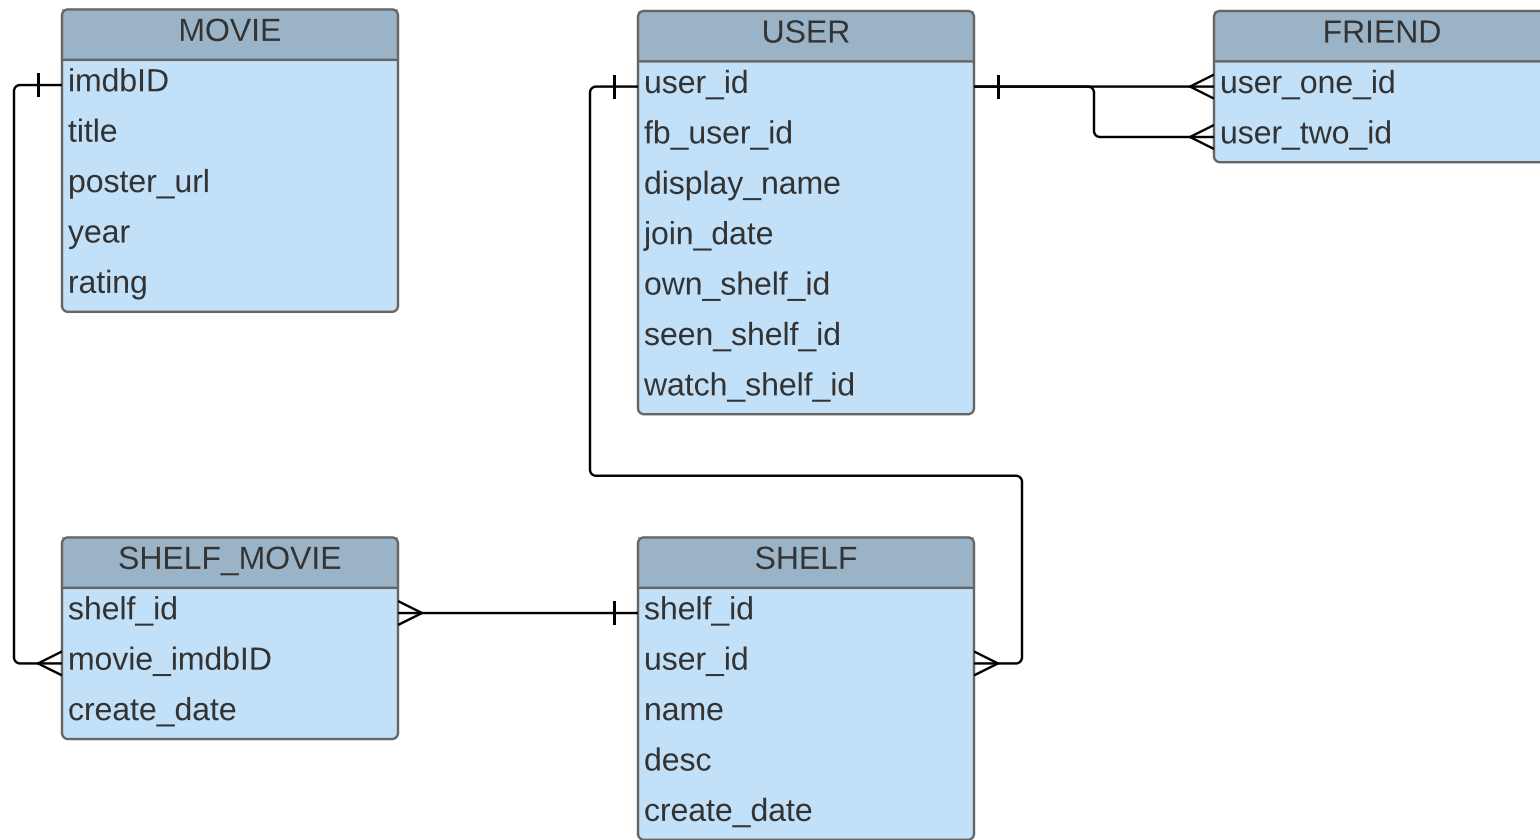 MOVIE
imdbID
title
poster_url
year
rating
USER
user_id
fb_user_id
display_name
join_date
own_shelf_id
seen_shelf_id
watch_shelf_id
FRIEND
user_one_id
user_two_id
SHELF_MOVIE
shelf_id
movie_imdbID
create_date
SHELF
shelf_id
user_id
name
desc
create_date